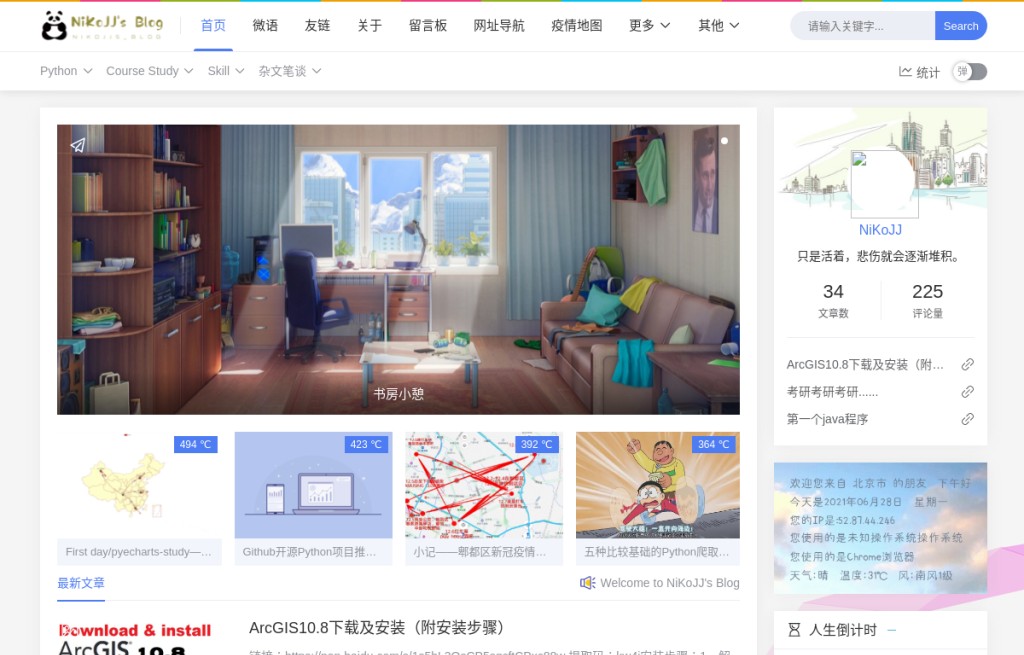 NiKoJJ's Blog
NIKOJJS_BLOG
首页 微语 友链 关于 留言板 网址导航 疫情地图 更多 其他
请输入关键字...
Search
Python Course Study Skill 杂文笔谈
统计
弹
书房小憩
NiKoJJ
只是活着，悲伤就会逐渐堆积。
34 225
文章数 评论量
ArcGIS10.8下载及安装（附...
考研考研考研......
第一个java程序
494 ℃
First day/pyecharts-study—...
423 ℃
Github开源Python项目推...
392 ℃
小记——郫都区新冠疫情...
364 ℃
五种比较基础的Python爬取...
欢迎您来自 北京市 的朋友 下午好
今天是2021年06月28日 星期一
您的IP是:52.87.44.246
您使用的是未知操作系统操作系统
您使用的是Chrome浏览器
天气:晴 温度:31℃ 风:南风1级
最新文章
Welcome to NiKoJJ's Blog
Download & install
ArcGIS 10.8
ArcGIS10.8下载及安装（附安装步骤）
人生倒计时